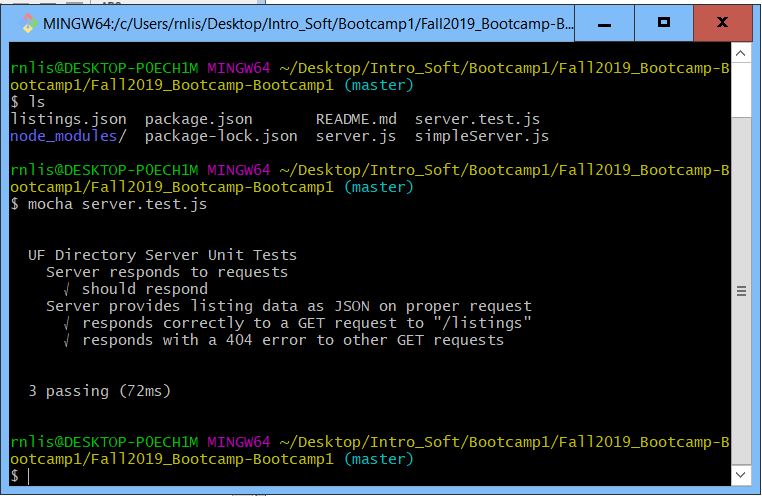 MINGW64:/c/Users/rnlis/Desktop/Intro_Soft/Bootcamp1/Fall2019_Bootcamp-B...
rnlis@DESKTOP-P0ECH1M MINGW64 ~/Desktop/Intro_Soft/Bootcamp1/Fall2019_Bootcamp-B
ootcamp1/Fall2019_Bootcamp-Bootcamp1 (master)
$ ls
listings.json  package.json       README.md  server.test.js
node_modules/  package-lock.json  server.js  simpleServer.js
rnlis@DESKTOP-P0ECH1M MINGW64 ~/Desktop/Intro_Soft/Bootcamp1/Fall2019_Bootcamp-B
ootcamp1/Fall2019_Bootcamp-Bootcamp1 (master)
$ mocha server.test.js
UF Directory Server Unit Tests
Server responds to requests
√ should respond
Server provides listing data as JSON on proper request
√ responds correctly to a GET request to "/listings"
√ responds with a 404 error to other GET requests
3 passing (72ms)
rnlis@DESKTOP-P0ECH1M MINGW64 ~/Desktop/Intro_Soft/Bootcamp1/Fall2019_Bootcamp-B
ootcamp1/Fall2019_Bootcamp-Bootcamp1 (master)
$